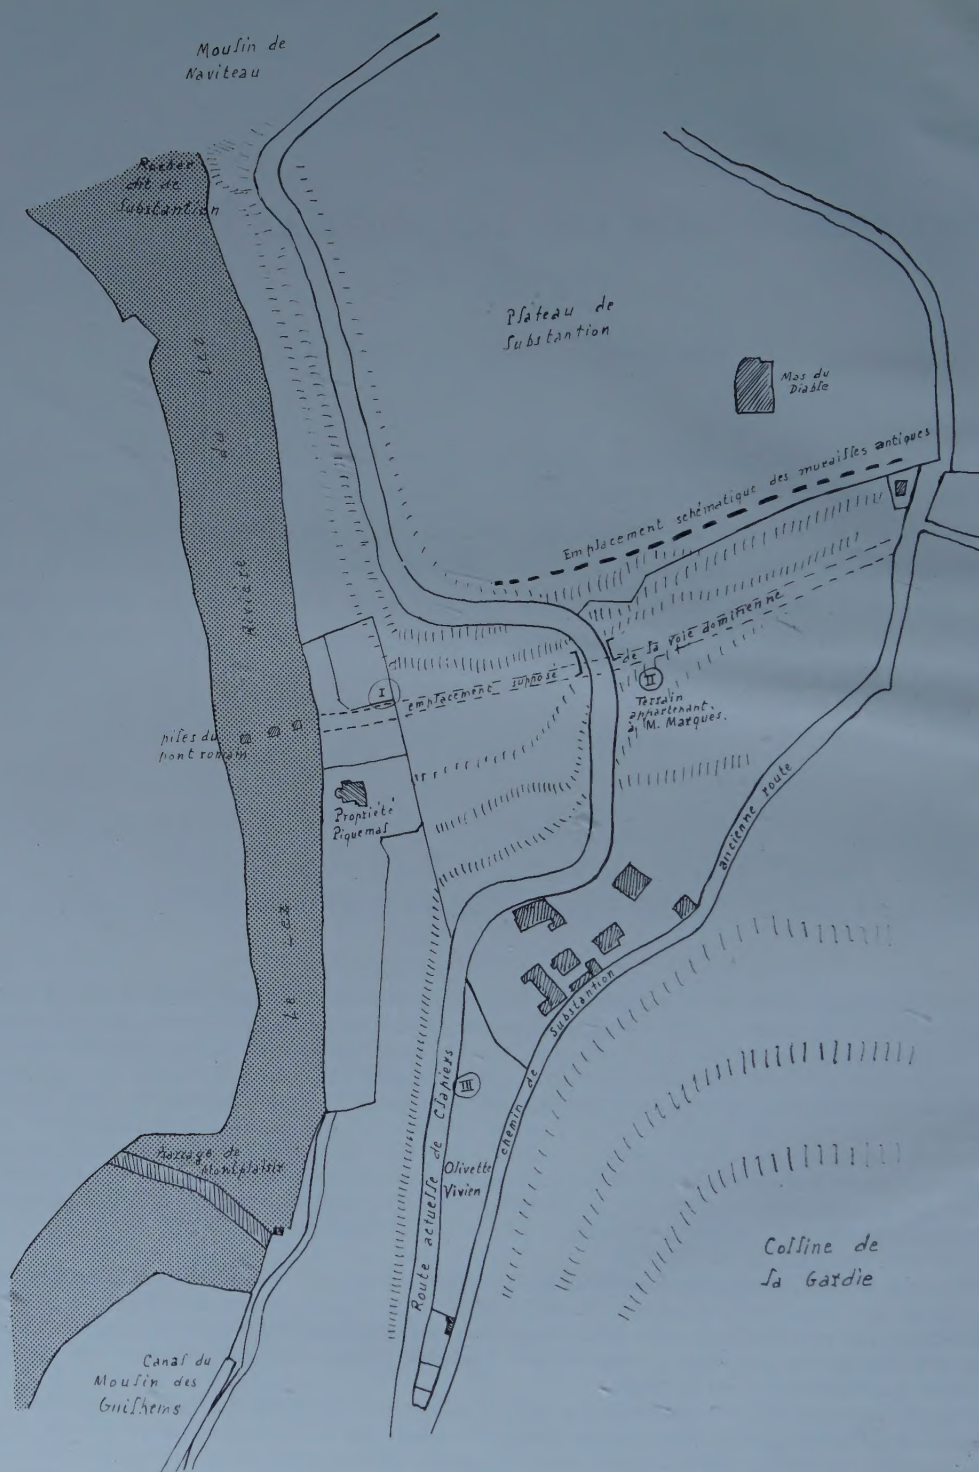 Moulin de
Naviteau
Rocher
dit de
Substantion
Plateau de
Substantion
Mas du
Diable
Emplacement schématique des murailles antiques
Lez
du
Rivière
emplacement supposé
de la voie domitienne
I
II
Terrain
appartenant
à M. Marques.
piles du
pont romain
Propriété
Piquemal
ancienne route
Le Lez
chemin de Substantion
Route actuelle de Clapiers
III
Olivette
Vivien
Barrage de
Montplaisir
Colline de
la Gardie
Canal du
Moulin des
Guilhems